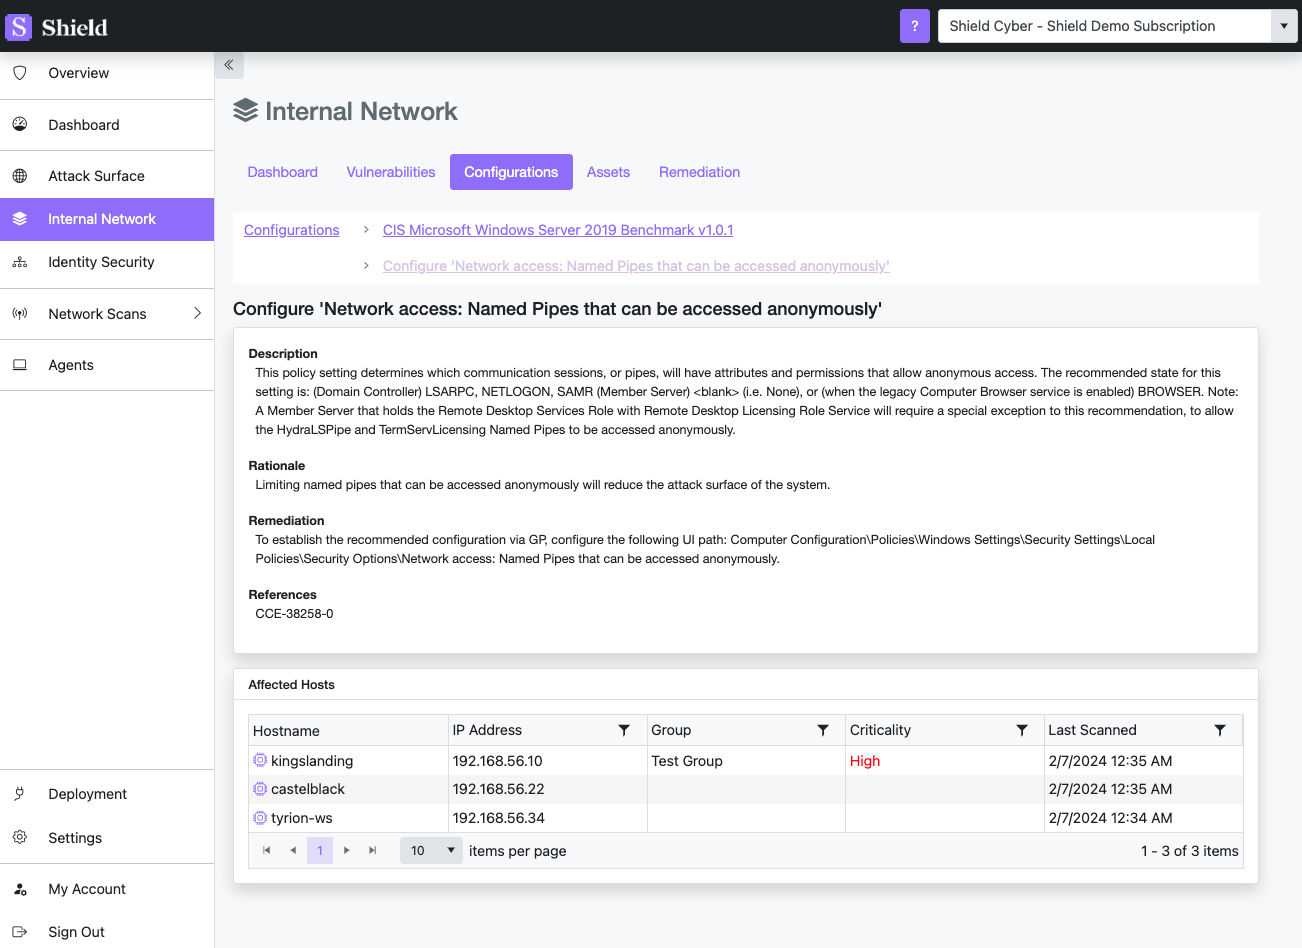 S Shield
? Shield Cyber - Shield Demo Subscription
Overview
Dashboard
Attack Surface
Internal Network
Identity Security
Network Scans
Agents
Deployment
Settings
My Account
Sign Out
Internal Network
Dashboard Vulnerabilities Configurations Assets Remediation
Configurations > CIS Microsoft Windows Server 2019 Benchmark v1.0.1
> Configure 'Network access: Named Pipes that can be accessed anonymously'
Configure 'Network access: Named Pipes that can be accessed anonymously'
Description
This policy setting determines which communication sessions, or pipes, will have attributes and permissions that allow anonymous access. The recommended state for this
setting is: (Domain Controller) LSARPC, NETLOGON, SAMR (Member Server) <blank> (i.e. None), or (when the legacy Computer Browser service is enabled) BROWSER. Note:
A Member Server that holds the Remote Desktop Services Role with Remote Desktop Licensing Role Service will require a special exception to this recommendation, to allow
the HydraLSPipe and TermServLicensing Named Pipes to be accessed anonymously.
Rationale
Limiting named pipes that can be accessed anonymously will reduce the attack surface of the system.
Remediation
To establish the recommended configuration via GP, configure the following UI path: Computer Configuration\Policies\Windows Settings\Security Settings\Local
Policies\Security Options\Network access: Named Pipes that can be accessed anonymously.
References
CCE-38258-0
Affected Hosts
Hostname IP Address Group Criticality Last Scanned
kingslanding 192.168.56.10 Test Group High 2/7/2024 12:35 AM
castelblack 192.168.56.22 2/7/2024 12:35 AM
tyrion-ws 192.168.56.34 2/7/2024 12:34 AM
1 10 items per page 1 - 3 of 3 items